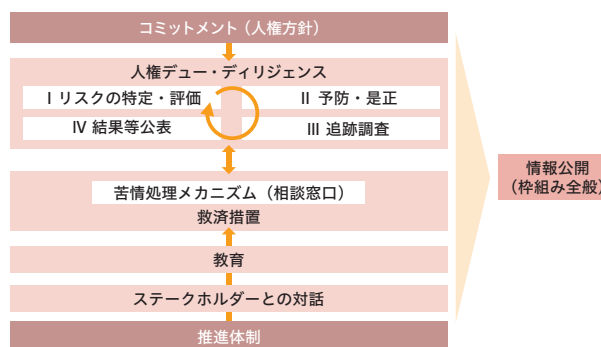 コミットメント（人権方針）
人権デュー・ディリジェンス
Ⅰ リスクの特定・評価
Ⅱ 予防・是正
Ⅳ 結果等公表
Ⅲ 追跡調査
苦情処理メカニズム（相談窓口）
救済措置
教育
ステークホルダーとの対話
推進体制
情報公開
（枠組み全般）